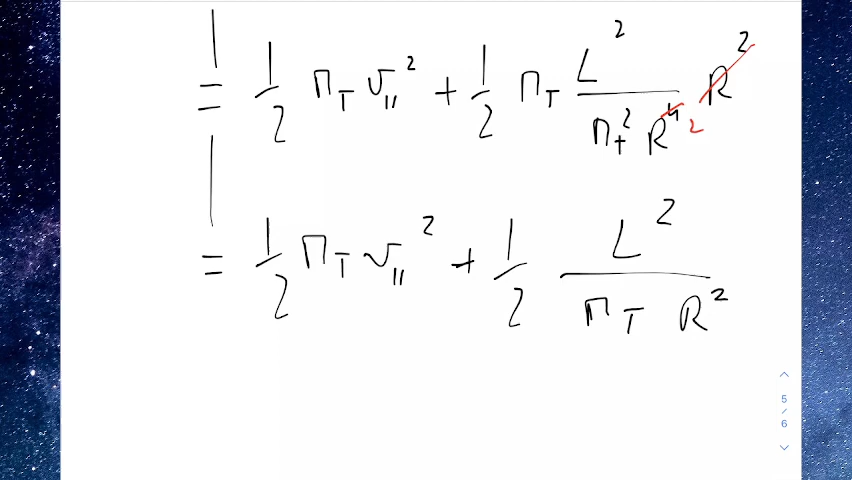 = 1/2 m_T v_∥^2 + 1/2 m_T L^2/(m_T^2 R^4) R^2 2
= 1/2 m_T v_∥^2 + 1/2 L^2/(m_T R^2)
5
/
6